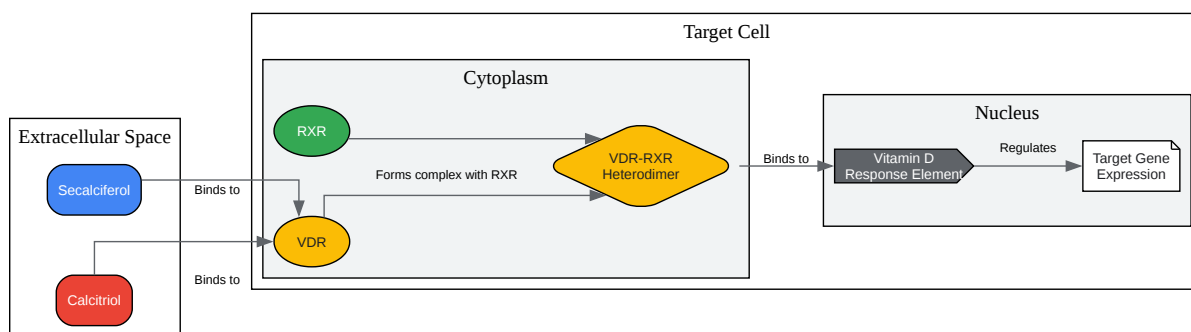 Target Cell
Cytoplasm
Nucleus
Extracellular Space
RXR
VDR-RXR
Heterodimer
Binds to
Vitamin D
Response Element
Regulates
Target Gene
Expression
Secalciferol
Binds to
Forms complex with RXR
VDR
Calcitriol
Binds to